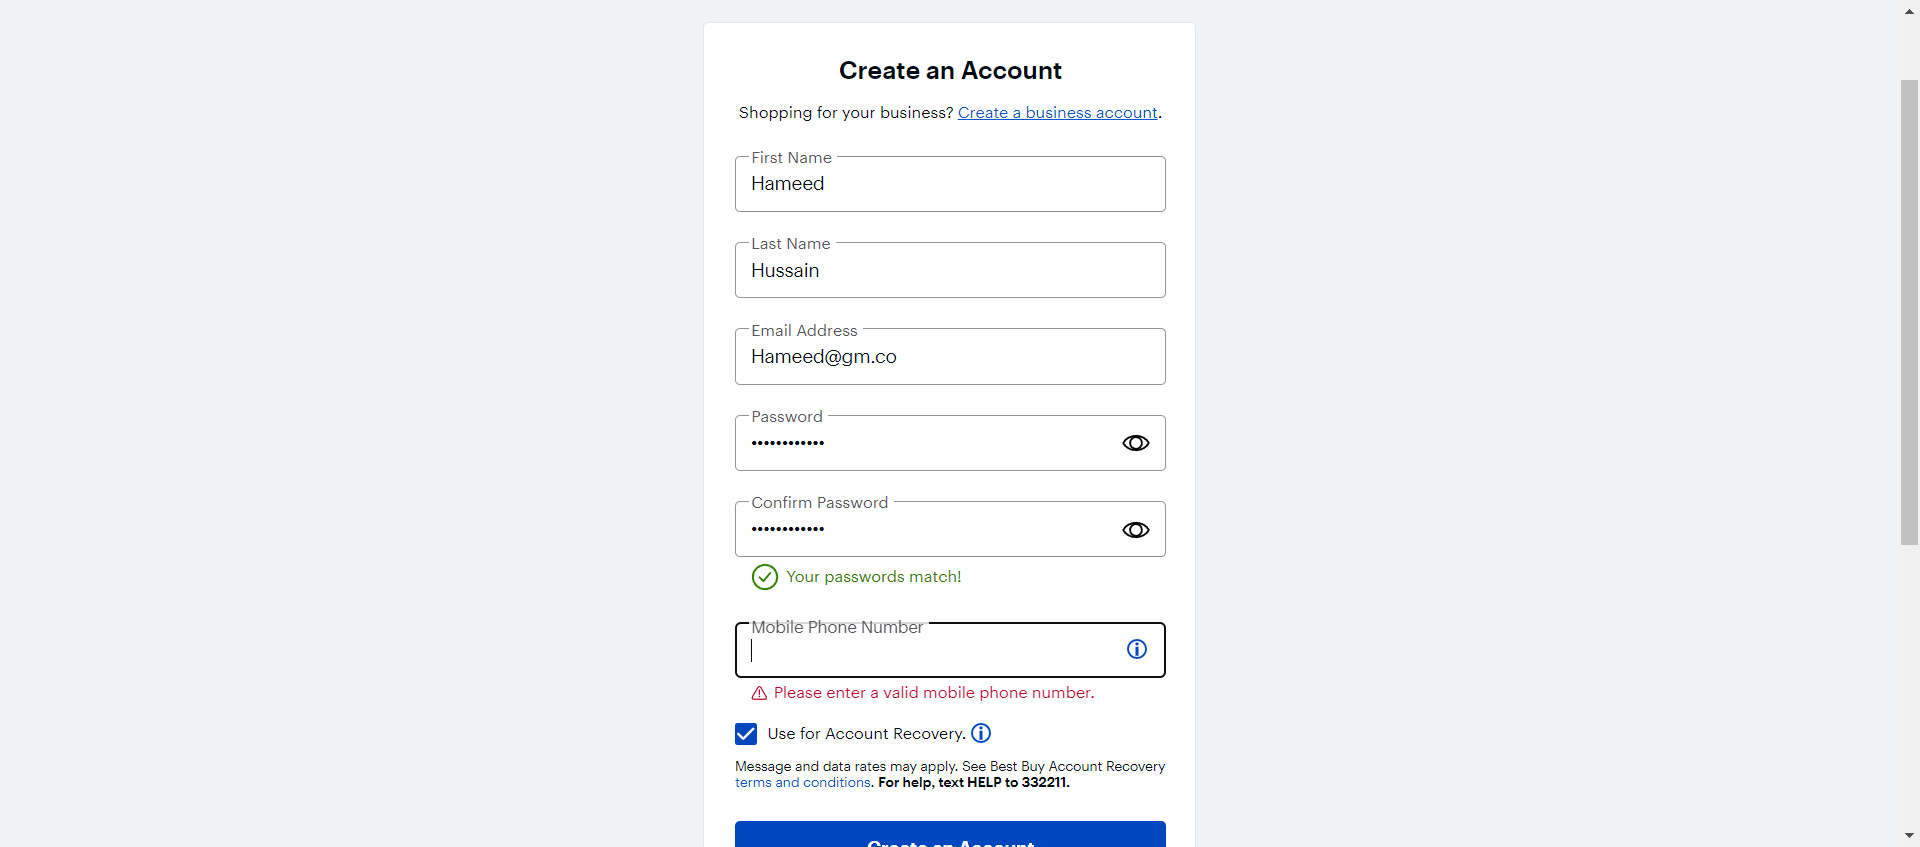 Create an Account
Shopping for your business? Create a business account.
First Name
Hameed
Last Name
Hussain
Email Address
Hameed@gm.co
Password
••••••••••••
Confirm Password
••••••••••••
Your passwords match!
Mobile Phone Number
Please enter a valid mobile phone number.
Use for Account Recovery.
Message and data rates may apply. See Best Buy Account Recovery
terms and conditions. For help, text HELP to 332211.
Create an Account